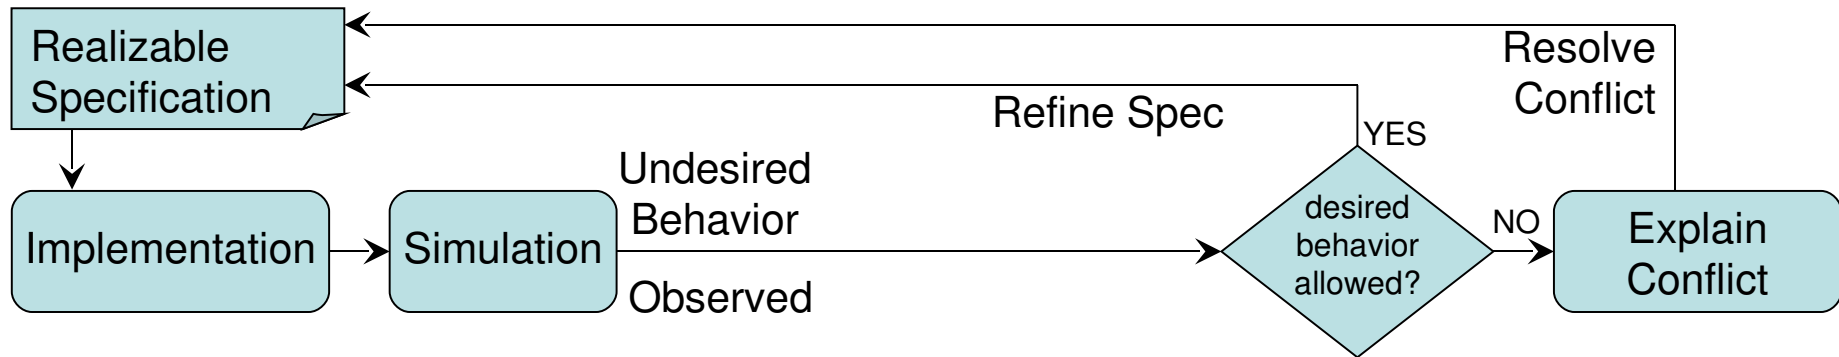 Realizable
Specification
Resolve
Conflict
Refine Spec
YES
Undesired
Behavior
Observed
Implementation
Simulation
desired
behavior
allowed?
NO
Explain
Conflict